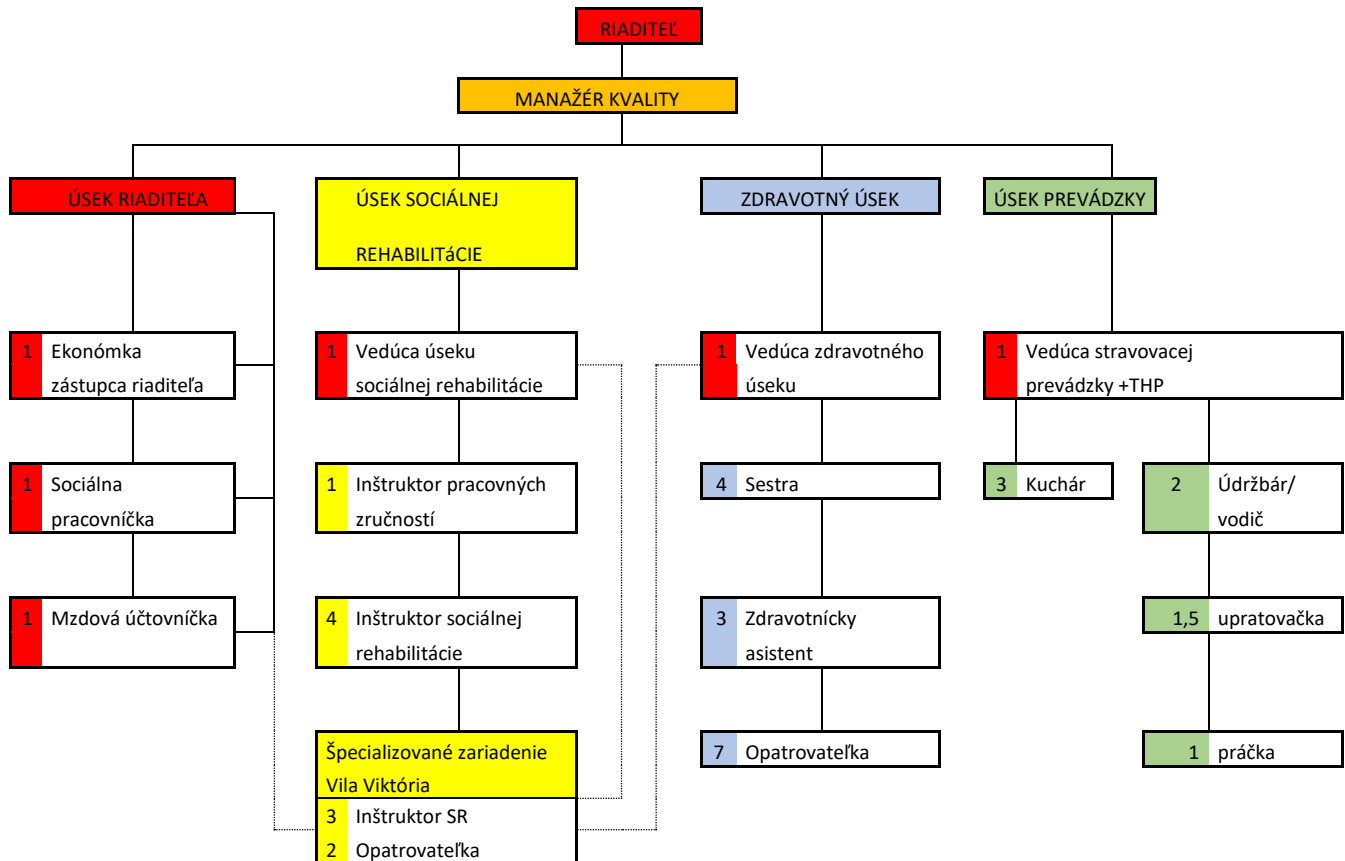 RIADITEĽ
MANAŽÉR KVALITY
ÚSEK RIADITEĽA
ÚSEK SOCIÁLNEJ
REHABILITáCIE
ZDRAVOTNÝ ÚSEK
ÚSEK PREVÁDZKY
1 Ekonómka
zástupca riaditeľa
1 Vedúca úseku
sociálnej rehabilitácie
1 Vedúca zdravotného
úseku
1 Vedúca stravovacej
prevádzky +THP
1 Sociálna
pracovníčka
1 Inštruktor pracovných
zručností
4 Sestra
3 Kuchár
2 Údržbár/
vodič
1 Mzdová účtovníčka
4 Inštruktor sociálnej
rehabilitácie
3 Zdravotnícky
asistent
1,5 upratovačka
Špecializované zariadenie
Vila Viktória
3 Inštruktor SR
2 Opatrovateľka
7 Opatrovateľka
1 práčka